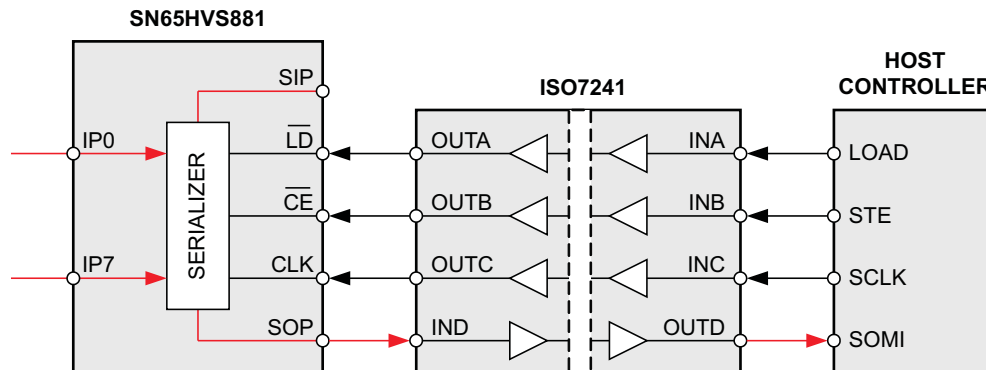 SN65HVS881
HOST
CONTROLLER
ISO7241
SIP
IP0
LD
OUTA
INA
LOAD
SERIALIZER
CE
OUTB
INB
STE
IP7
CLK
OUTC
INC
SCLK
SOP
IND
OUTD
SOMI